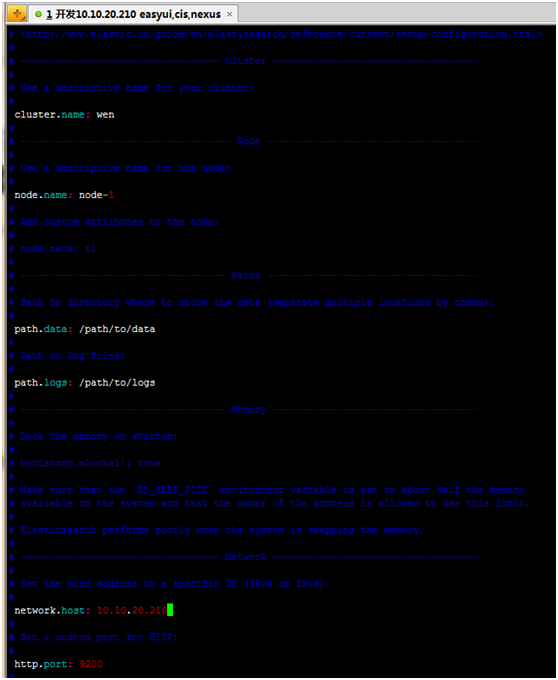 1 开发10.10.20.210 easyui,cis,nexus ×
# <http://www.elastic.co/guide/en/elasticsearch/reference/current/setup-configuration.html>
#
# ---------------------------------- Cluster -----------------------------------
#
# Use a descriptive name for your cluster:
#
cluster.name: wen
#
# ------------------------------------ Node ------------------------------------
#
# Use a descriptive name for the node:
#
node.name: node-1
#
# Add custom attributes to the node:
#
# node.rack: r1
#
# ----------------------------------- Paths ------------------------------------
#
# Path to directory where to store the data (separate multiple locations by comma):
#
path.data: /path/to/data
#
# Path to log files:
#
path.logs: /path/to/logs
#
# ----------------------------------- Memory -----------------------------------
#
# Lock the memory on startup:
#
# bootstrap.mlockall: true
#
# Make sure that the `ES_HEAP_SIZE` environment variable is set to about half the memory
# available on the system and that the owner of the process is allowed to use this limit.
#
# Elasticsearch performs poorly when the system is swapping the memory.
#
# ---------------------------------- Network -----------------------------------
#
# Set the bind address to a specific IP (IPv4 or IPv6):
#
network.host: 10.10.20.210
#
# Set a custom port for HTTP:
#
http.port: 9200
#